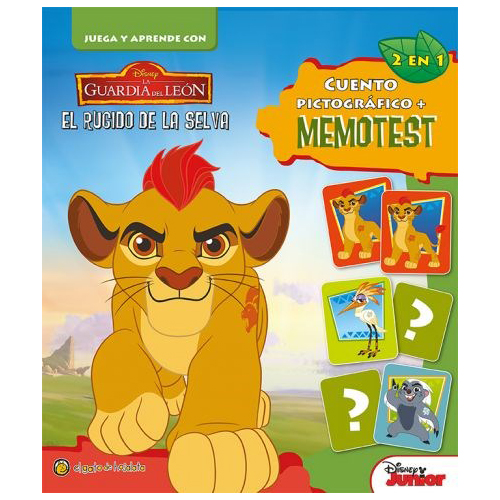 JUEGA Y APRENDE CON
Disney
LA
GUARDIA DEL LEÓN
EL RUGIDO DE LA SELVA
2 EN 1
CUENTO
PICTOGRÁFICO +
MEMOTEST
?
?
el gato de hojalata
Disney
Junior